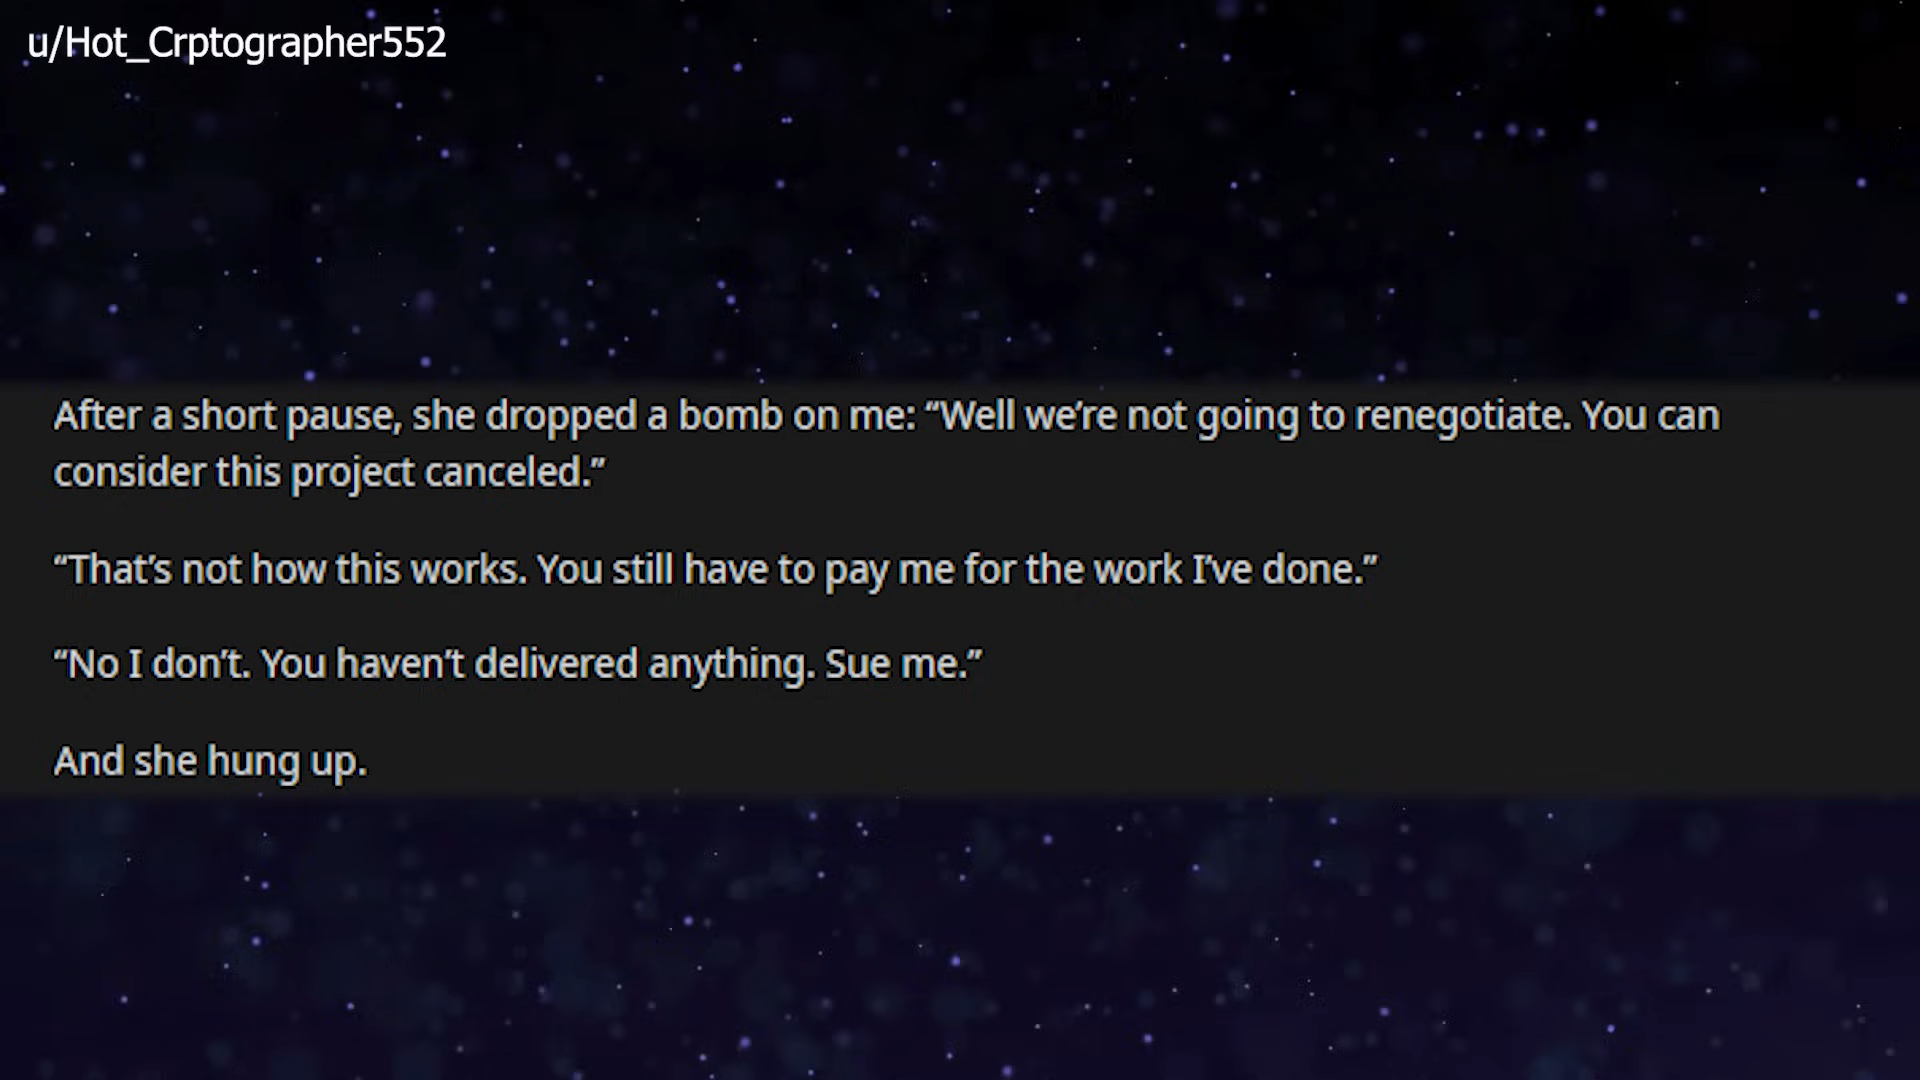 u/Hot_Crptographer552
After a short pause, she dropped a bomb on me: “Well we’re not going to renegotiate. You can
consider this project canceled.”
“That’s not how this works. You still have to pay me for the work I’ve done.”
“No I don’t. You haven’t delivered anything. Sue me.”
And she hung up.